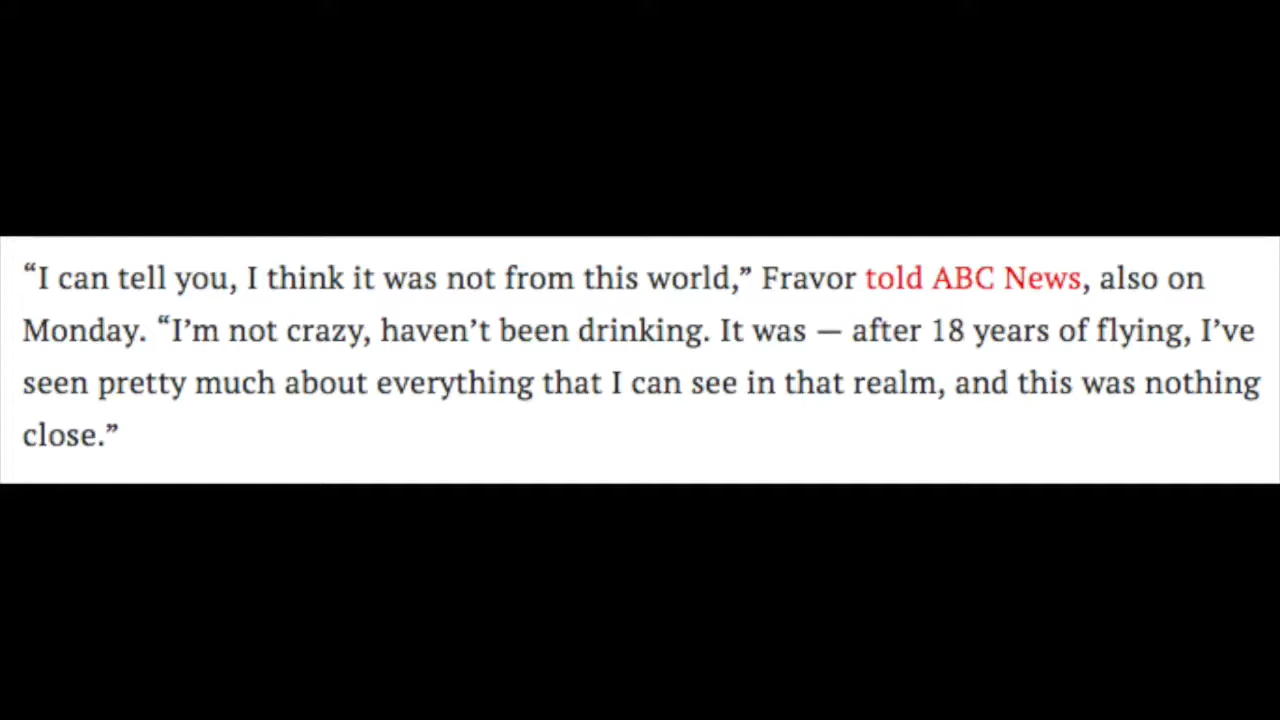 “I can tell you, I think it was not from this world,” Fravor told ABC News, also on
Monday. “I’m not crazy, haven’t been drinking. It was — after 18 years of flying, I’ve
seen pretty much about everything that I can see in that realm, and this was nothing
close.”